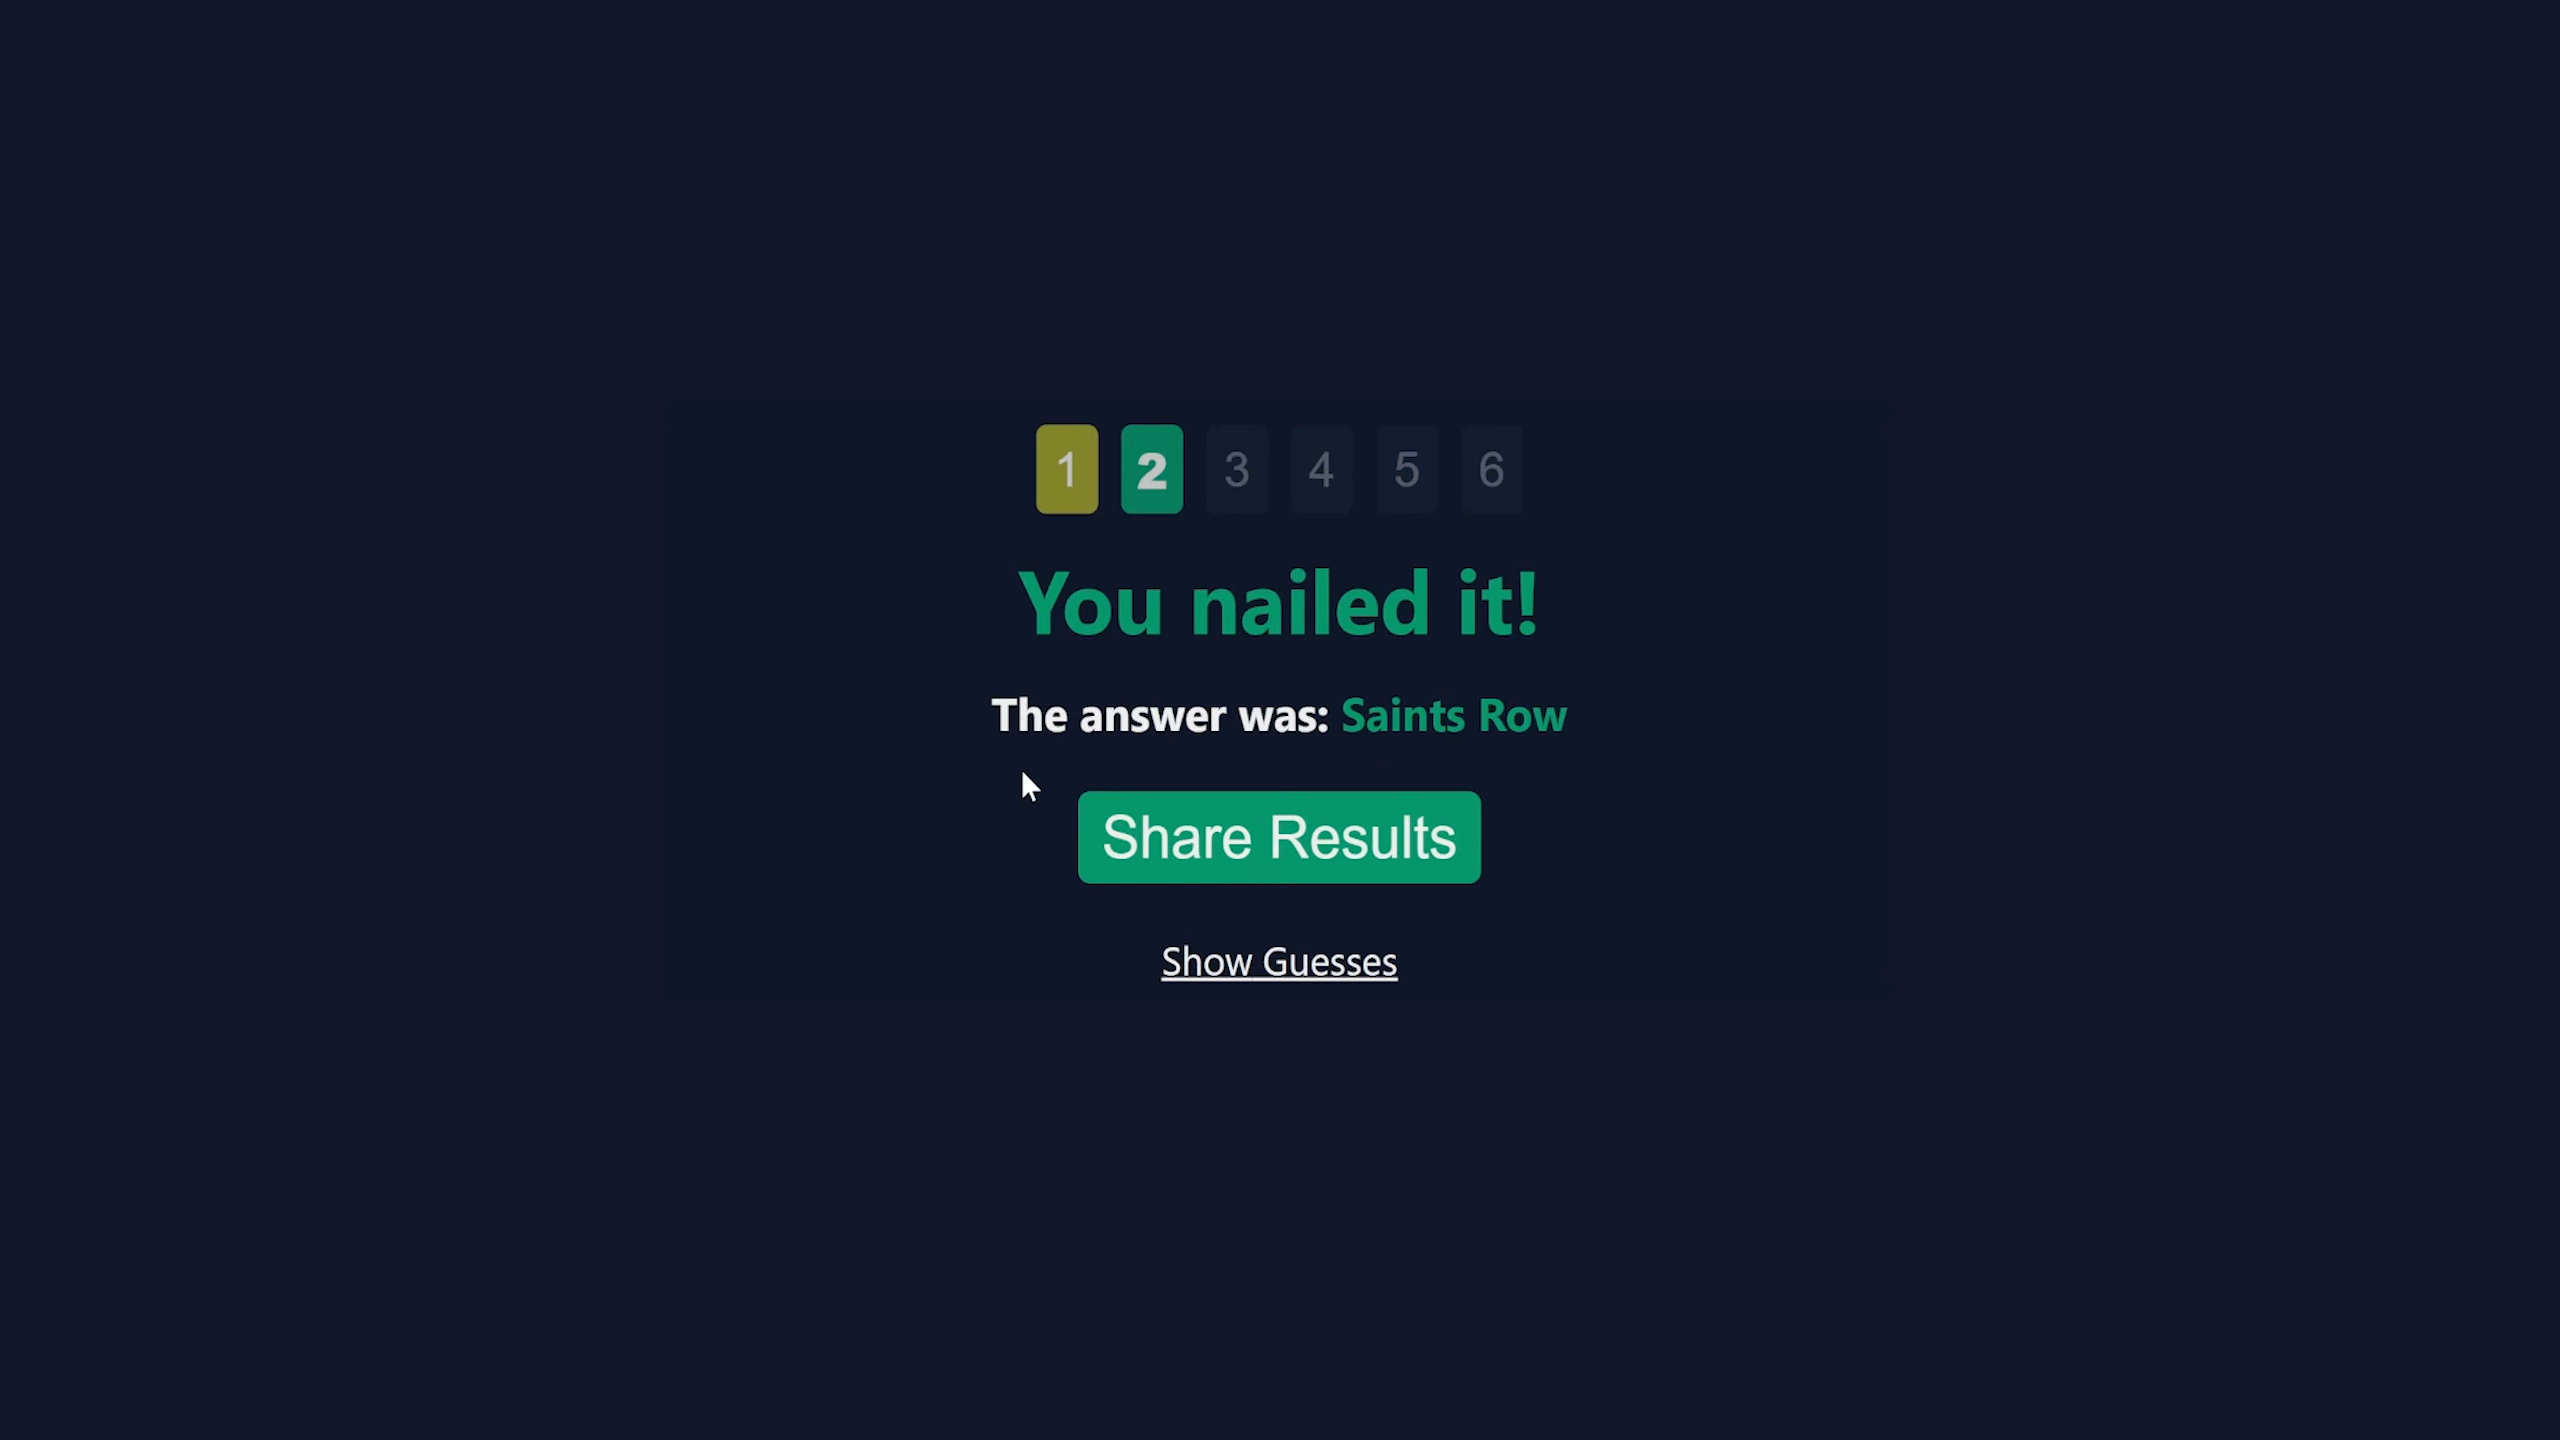 1 2 3 4 5 6
You nailed it!
The answer was: Saints Row
Share Results
Show Guesses